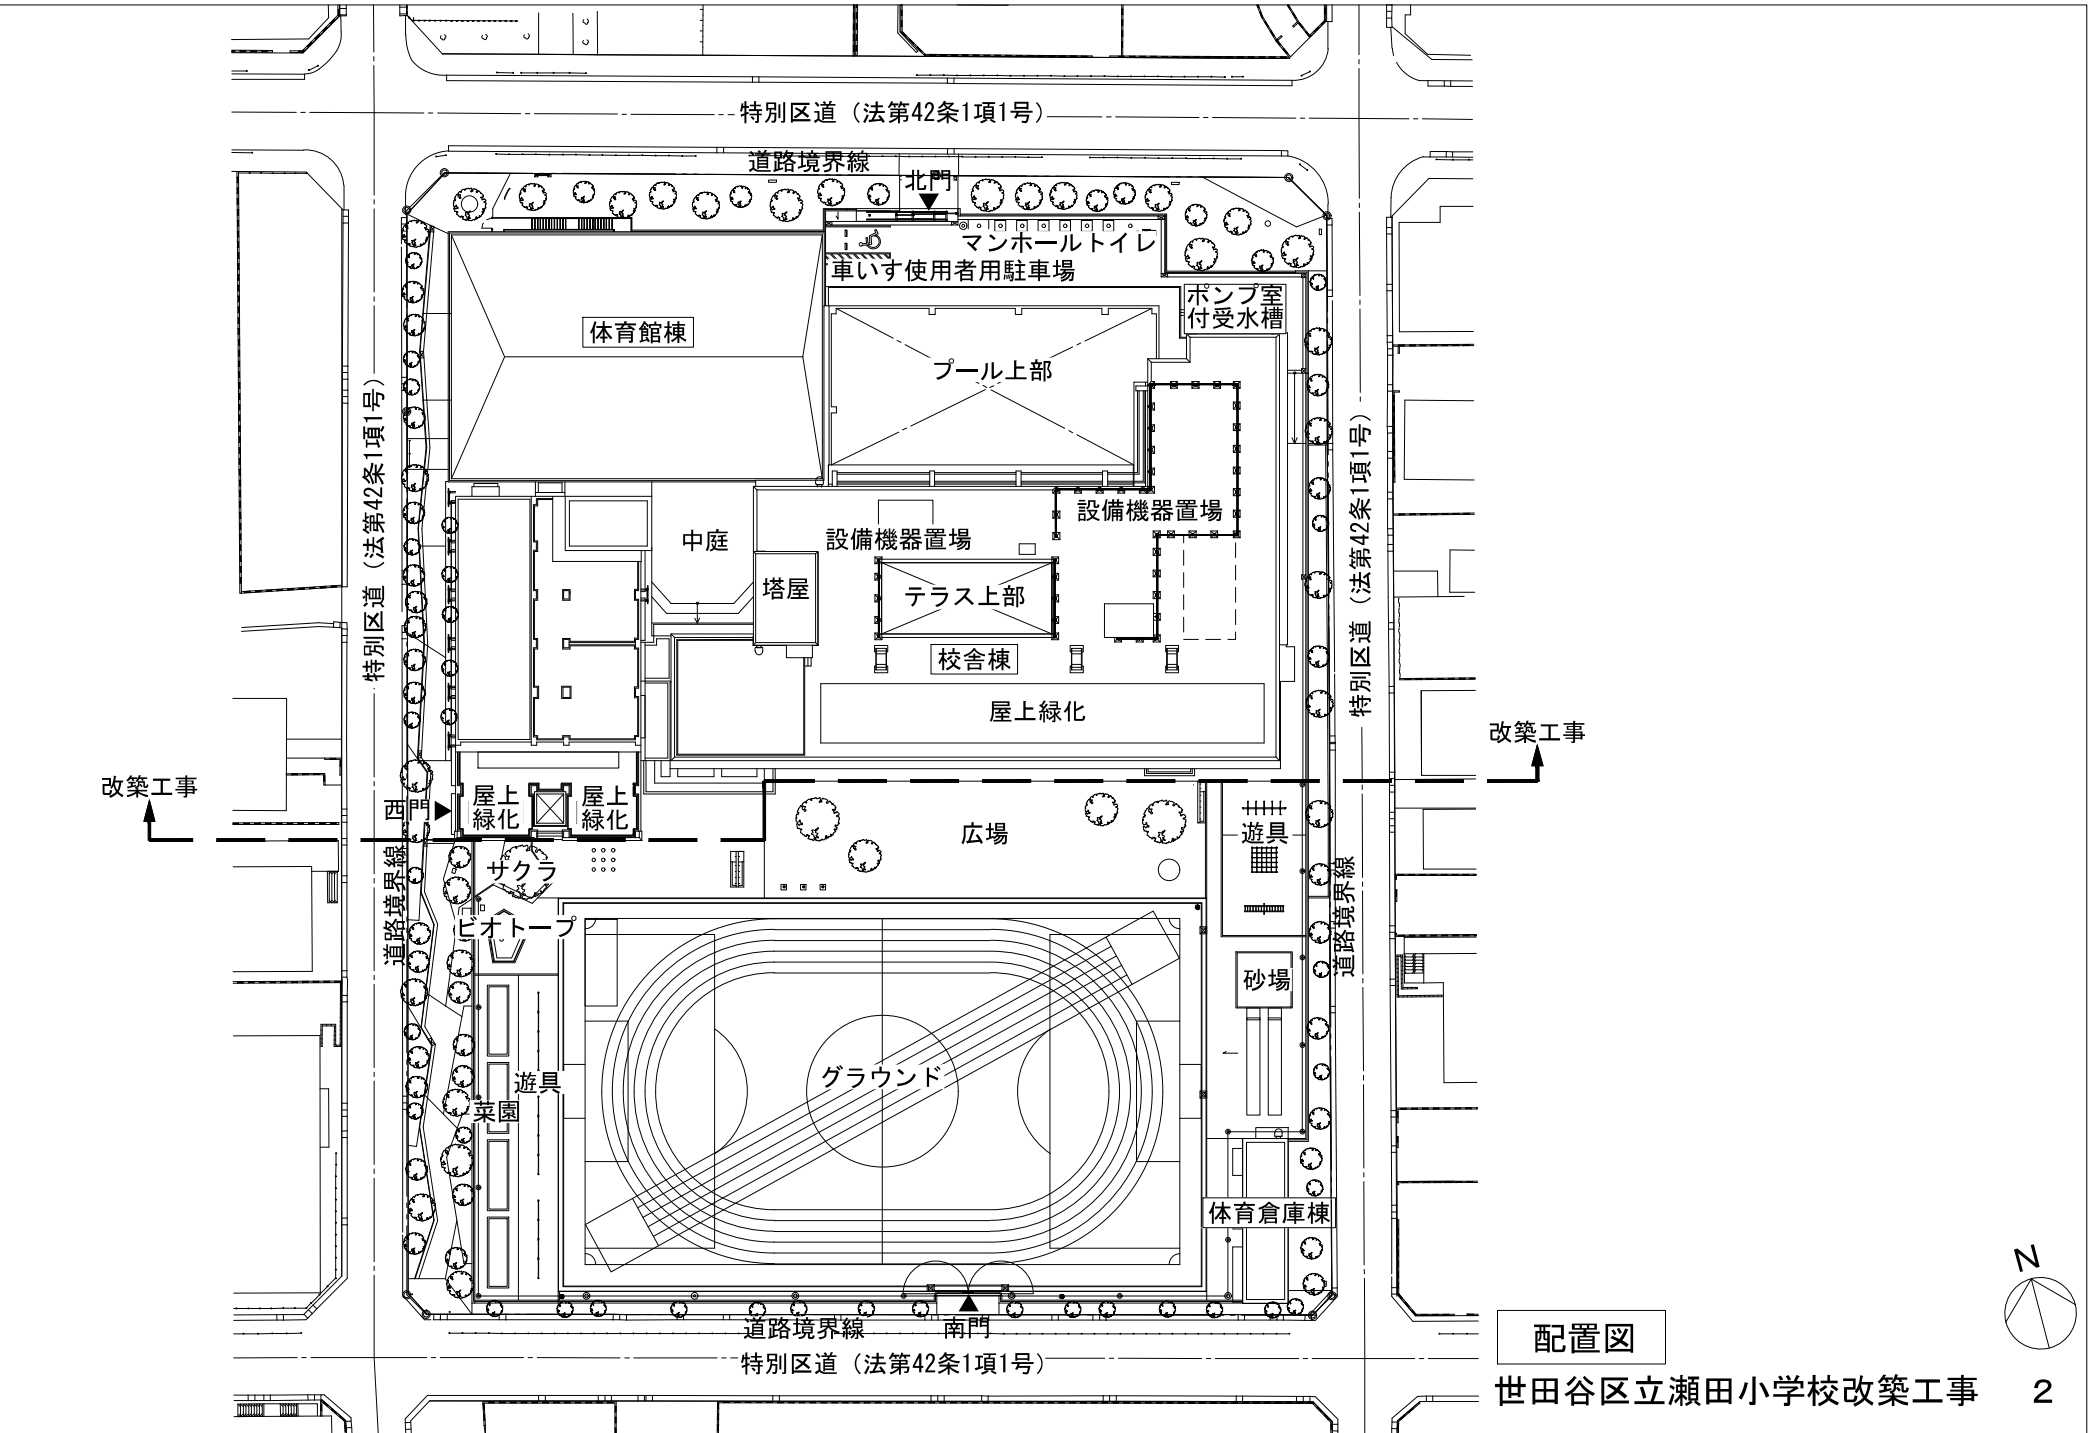 特別区道（法第42条1項1号）
道路境界線
北門
マンホールトイレ
車いす使用者用駐車場
ポンプ室
付受水槽
体育館棟
プール上部
特別区道（法第42条1項1号）
特別区道（法第42条1項1号）
設備機器置場
中庭
設備機器置場
塔屋
テラス上部
校舎棟
屋上緑化
改築工事
改築工事
西門
屋上
緑化
屋上
緑化
広場
遊具
サクラ
道路境界線
道路境界線
ビオトープ
砂場
グラウンド
遊具
菜園
体育倉庫棟
道路境界線
南門
特別区道（法第42条1項1号）
N
配置図
世田谷区立瀬田小学校改築工事 2